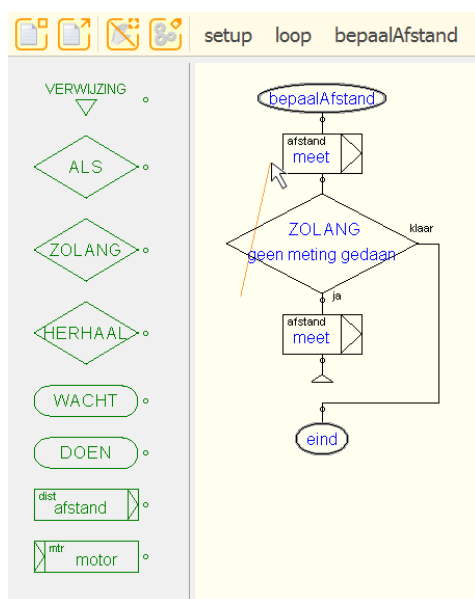 setup loop bepaalAfstand
VERWIJZING
ALS
ZOLANG
HERHAAL
WACHT
DOEN
dist
afstand
mtr
motor
bepaalAfstand
afstand
meet
ZOLANG
geen meting gedaan
klaar
ja
afstand
meet
eind